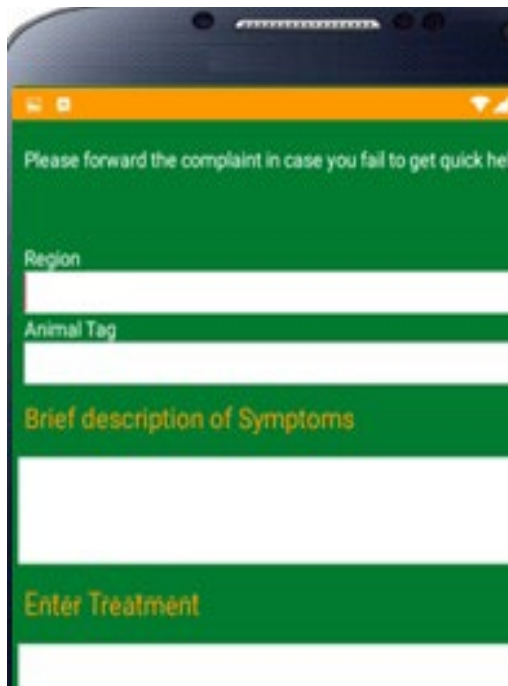 Please forward the complaint in case you fail to get quick
Region
Animal Tag
Brief description of Symptoms
Enter Treatment